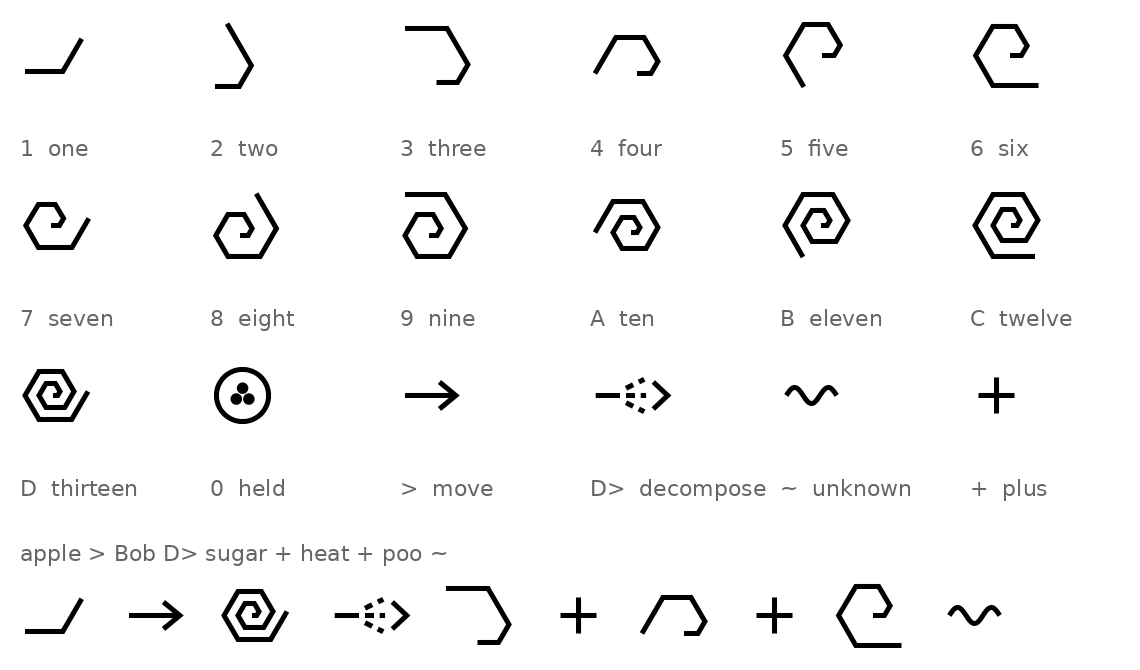 1 one 2 two 3 three 4 four 5 five 6 six
7 seven 8 eight 9 nine A ten B eleven C twelve
D thirteen 0 held > move D> decompose ~ unknown + plus
apple > Bob D> sugar + heat + poo ~